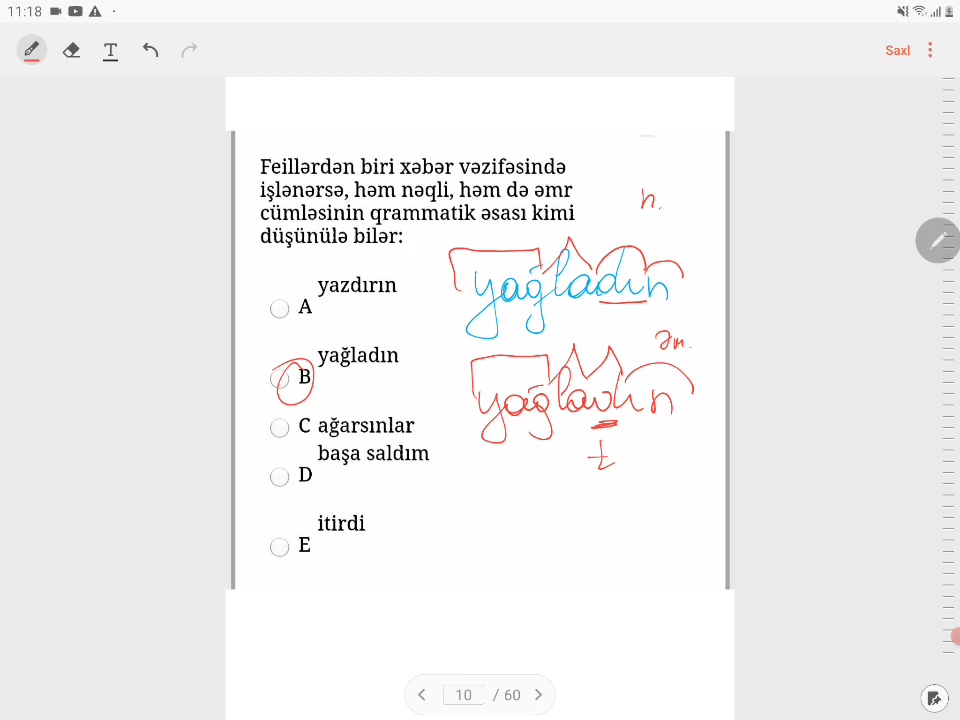 11:18
T
Saxl
Feillərdən biri xəbər vəzifəsində
işlənərsə, həm nəqli, həm də əmr
cümləsinin qrammatik əsası kimi
düşünülə bilər:
n.
yazdırın
A
yağladın
yağladın
B
əm.
yağladın
t
C ağarsınlar
başa saldım
D
itirdi
E
10 / 60